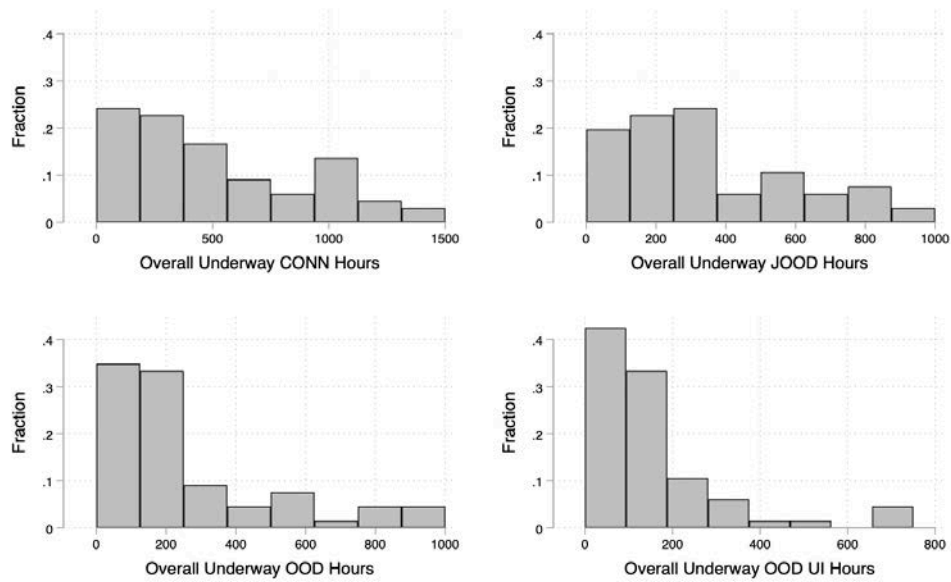 .4
.3
.2
.1
0
Fraction
0 500 1000 1500
Overall Underway CONN Hours
.4
.3
.2
.1
0
Fraction
0 200 400 600 800 1000
Overall Underway JOOD Hours
.4
.3
.2
.1
0
Fraction
0 200 400 600 800 1000
Overall Underway OOD Hours
.4
.3
.2
.1
0
Fraction
0 200 400 600 800
Overall Underway OOD UI Hours